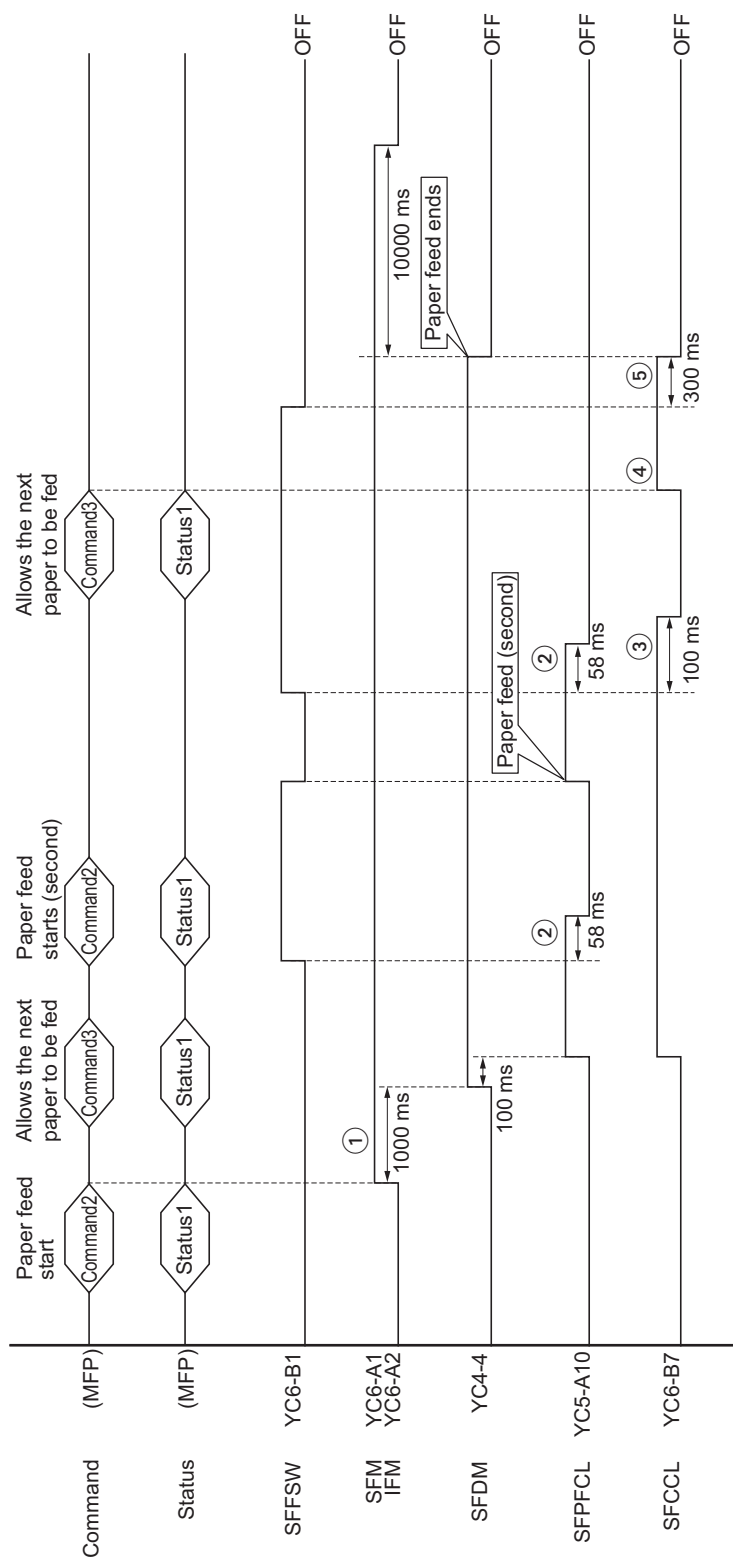 Paper feed
start
Allows the next
paper to be fed
Paper feed
starts (second)
Allows the next
paper to be fed
Command (MFP)
Command2
Command3
Command2
Command3
Status (MFP)
Status1
Status1
Status1
Status1
SFFSW YC6-B1
OFF
SFM YC6-A1
IFM YC6-A2
①
1000 ms
10000 ms
OFF
SFDM YC4-4
100 ms
Paper feed ends
OFF
SFPFCL YC5-A10
②
58 ms
Paper feed (second)
②
58 ms
OFF
SFCCL YC6-B7
③
100 ms
④
⑤
300 ms
OFF